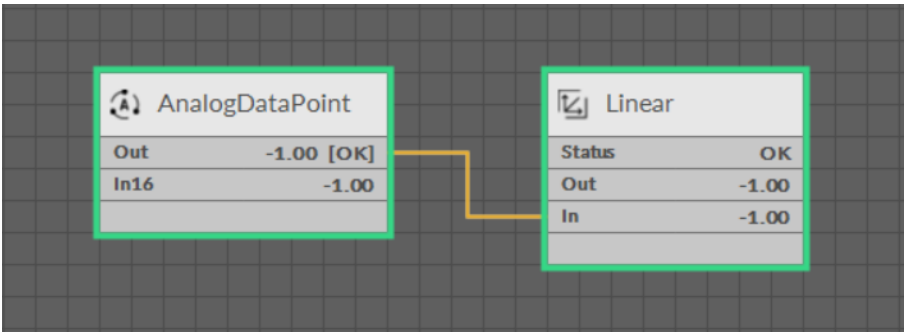 AnalogDataPoint
Out -1.00 [OK]
In16 -1.00
Linear
Status OK
Out -1.00
In -1.00